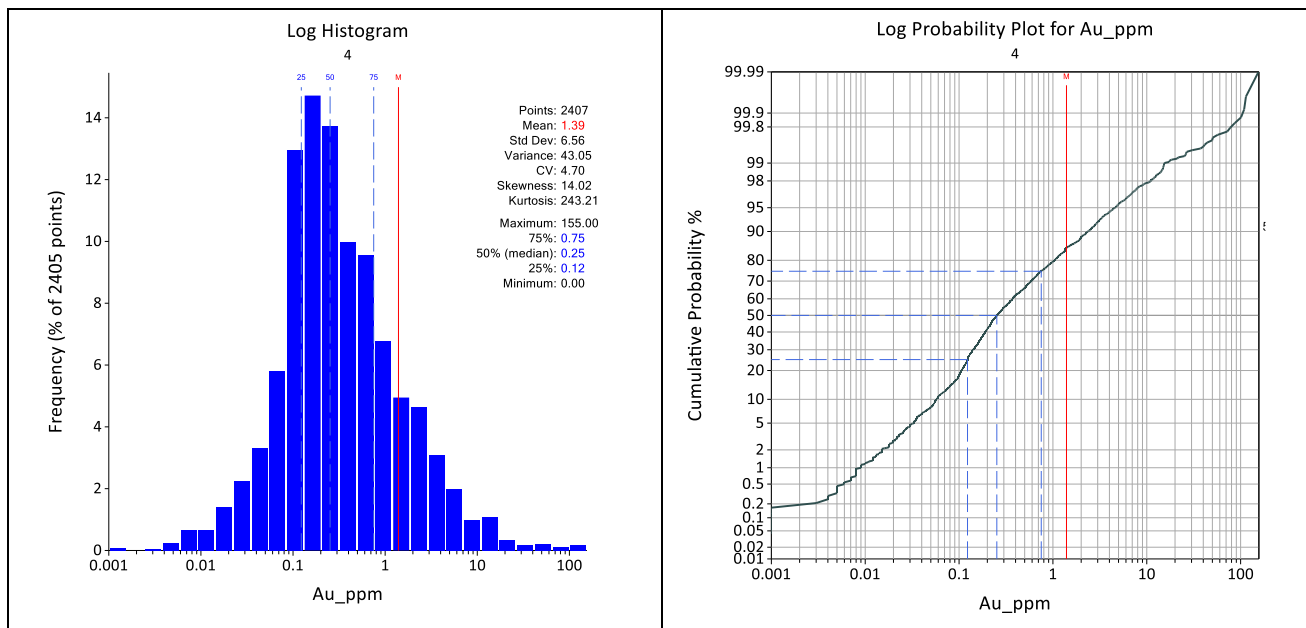 Log Histogram
4
25 50 75 M
Points: 2407
Mean: 1.39
Std Dev: 6.56
Variance: 43.05
CV: 4.70
Skewness: 14.02
Kurtosis: 243.21
Maximum: 155.00
75%: 0.75
50% (median): 0.25
25%: 0.12
Minimum: 0.00
Frequency (% of 2405 points)
14
12
10
8
6
4
2
0
0.001 0.01 0.1 1 10 100
Au_ppm
Log Probability Plot for Au_ppm
4
M
Cumulative Probability %
99.99
99.9
99.8
99
98
95
90
80
70
60
50
40
30
20
10
5
2
1
0.5
0.2
0.1
0.05
0.02
0.01
0.001 0.01 0.1 1 10 100
Au_ppm